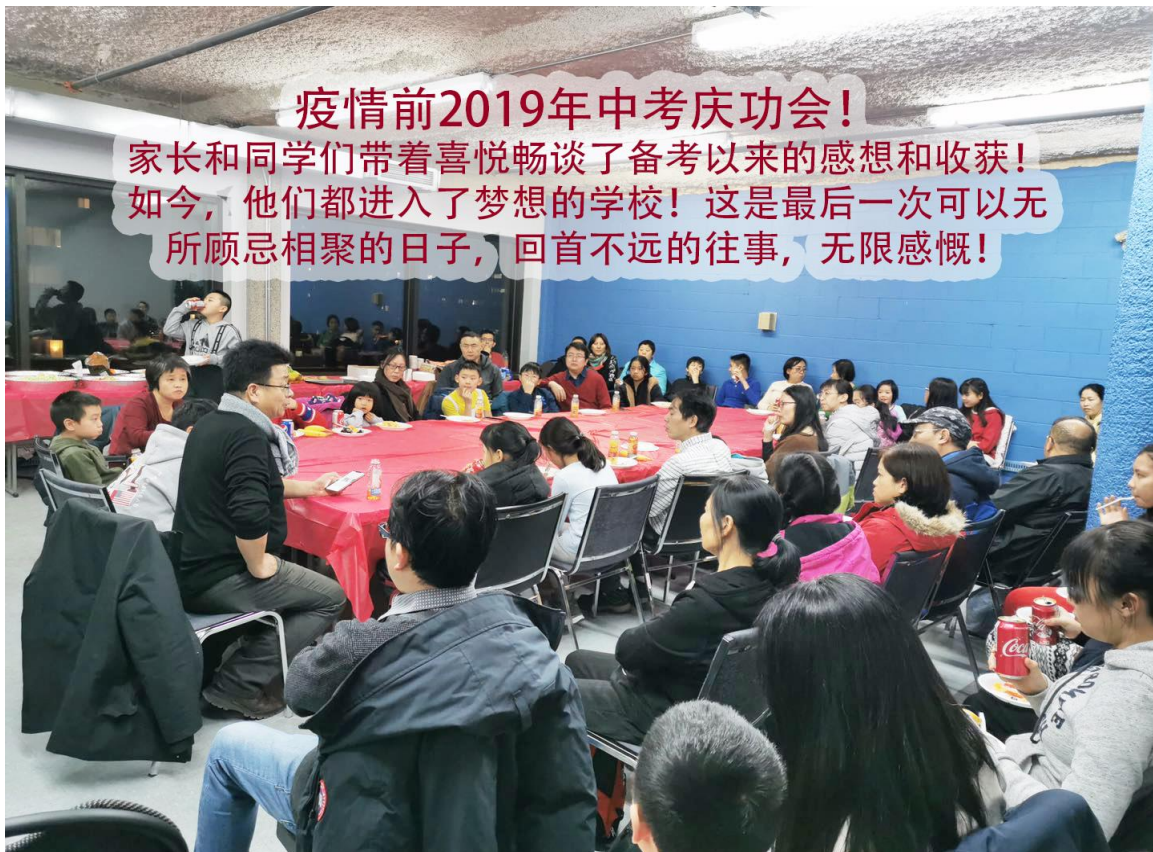 疫情前2019年中考庆功会！
家长和同学们带着喜悦畅谈了备考以来的感想和收获！
如今，他们都进入了梦想的学校！这是最后一次可以无
所顾忌相聚的日子，回首不远的往事，无限感慨！
Coca